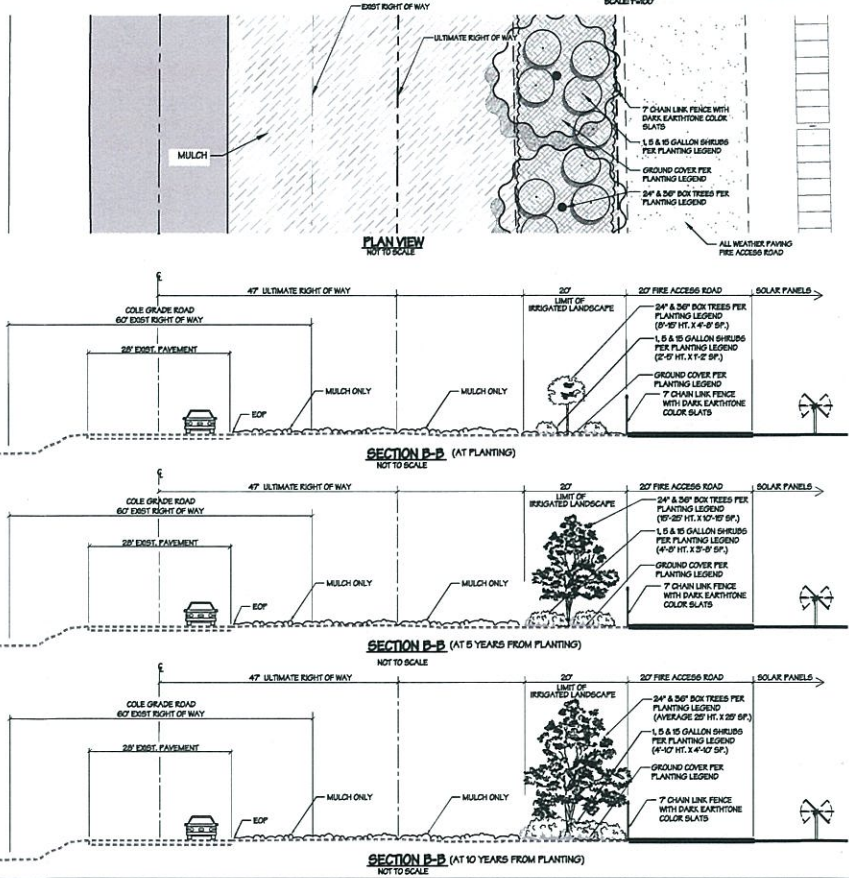 SCALE: 1"=100'
EXIST RIGHT OF WAY
ULTIMATE RIGHT OF WAY
MULCH
7' CHAIN LINK FENCE WITH
DARK EARTHTONE COLOR
SLATS
1, 5 & 15 GALLON SHRUBS
PER PLANTING LEGEND
GROUND COVER PER
PLANTING LEGEND
24" & 36" BOX TREES PER
PLANTING LEGEND
ALL WEATHER PAVING
FIRE ACCESS ROAD
PLAN VIEW
NOT TO SCALE
47' ULTIMATE RIGHT OF WAY
20'
LIMIT OF
IRRIGATED LANDSCAPE
20' FIRE ACCESS ROAD
SOLAR PANELS
COLE GRADE ROAD
60' EXIST RIGHT OF WAY
28' EXIST. PAVEMENT
EOP
MULCH ONLY
MULCH ONLY
24" & 36" BOX TREES PER
PLANTING LEGEND
(8'-15' HT. X 4'-8' SP.)
1, 5 & 15 GALLON SHRUBS
PER PLANTING LEGEND
(2'-5' HT. X 1'-2' SP.)
GROUND COVER PER
PLANTING LEGEND
7' CHAIN LINK FENCE
WITH DARK EARTHTONE
COLOR SLATS
SECTION B-B (AT PLANTING)
NOT TO SCALE
47' ULTIMATE RIGHT OF WAY
20'
LIMIT OF
IRRIGATED LANDSCAPE
20' FIRE ACCESS ROAD
SOLAR PANELS
COLE GRADE ROAD
60' EXIST RIGHT OF WAY
28' EXIST. PAVEMENT
EOP
MULCH ONLY
MULCH ONLY
24" & 36" BOX TREES PER
PLANTING LEGEND
(15'-25' HT. X 10'-15' SP.)
1, 5 & 15 GALLON SHRUBS
PER PLANTING LEGEND
(4'-8' HT. X 3'-8' SP.)
GROUND COVER PER
PLANTING LEGEND
7' CHAIN LINK FENCE
WITH DARK EARTHTONE
COLOR SLATS
SECTION B-B (AT 5 YEARS FROM PLANTING)
NOT TO SCALE
47' ULTIMATE RIGHT OF WAY
20'
LIMIT OF
IRRIGATED LANDSCAPE
20' FIRE ACCESS ROAD
SOLAR PANELS
COLE GRADE ROAD
60' EXIST RIGHT OF WAY
28' EXIST. PAVEMENT
EOP
MULCH ONLY
MULCH ONLY
24" & 36" BOX TREES PER
PLANTING LEGEND
(AVERAGE 25' HT. X 25' SP.)
1, 5 & 15 GALLON SHRUBS
PER PLANTING LEGEND
(4'-10' HT. X 4'-10' SP.)
GROUND COVER PER
PLANTING LEGEND
7' CHAIN LINK FENCE
WITH DARK EARTHTONE
COLOR SLATS
SECTION B-B (AT 10 YEARS FROM PLANTING)
NOT TO SCALE